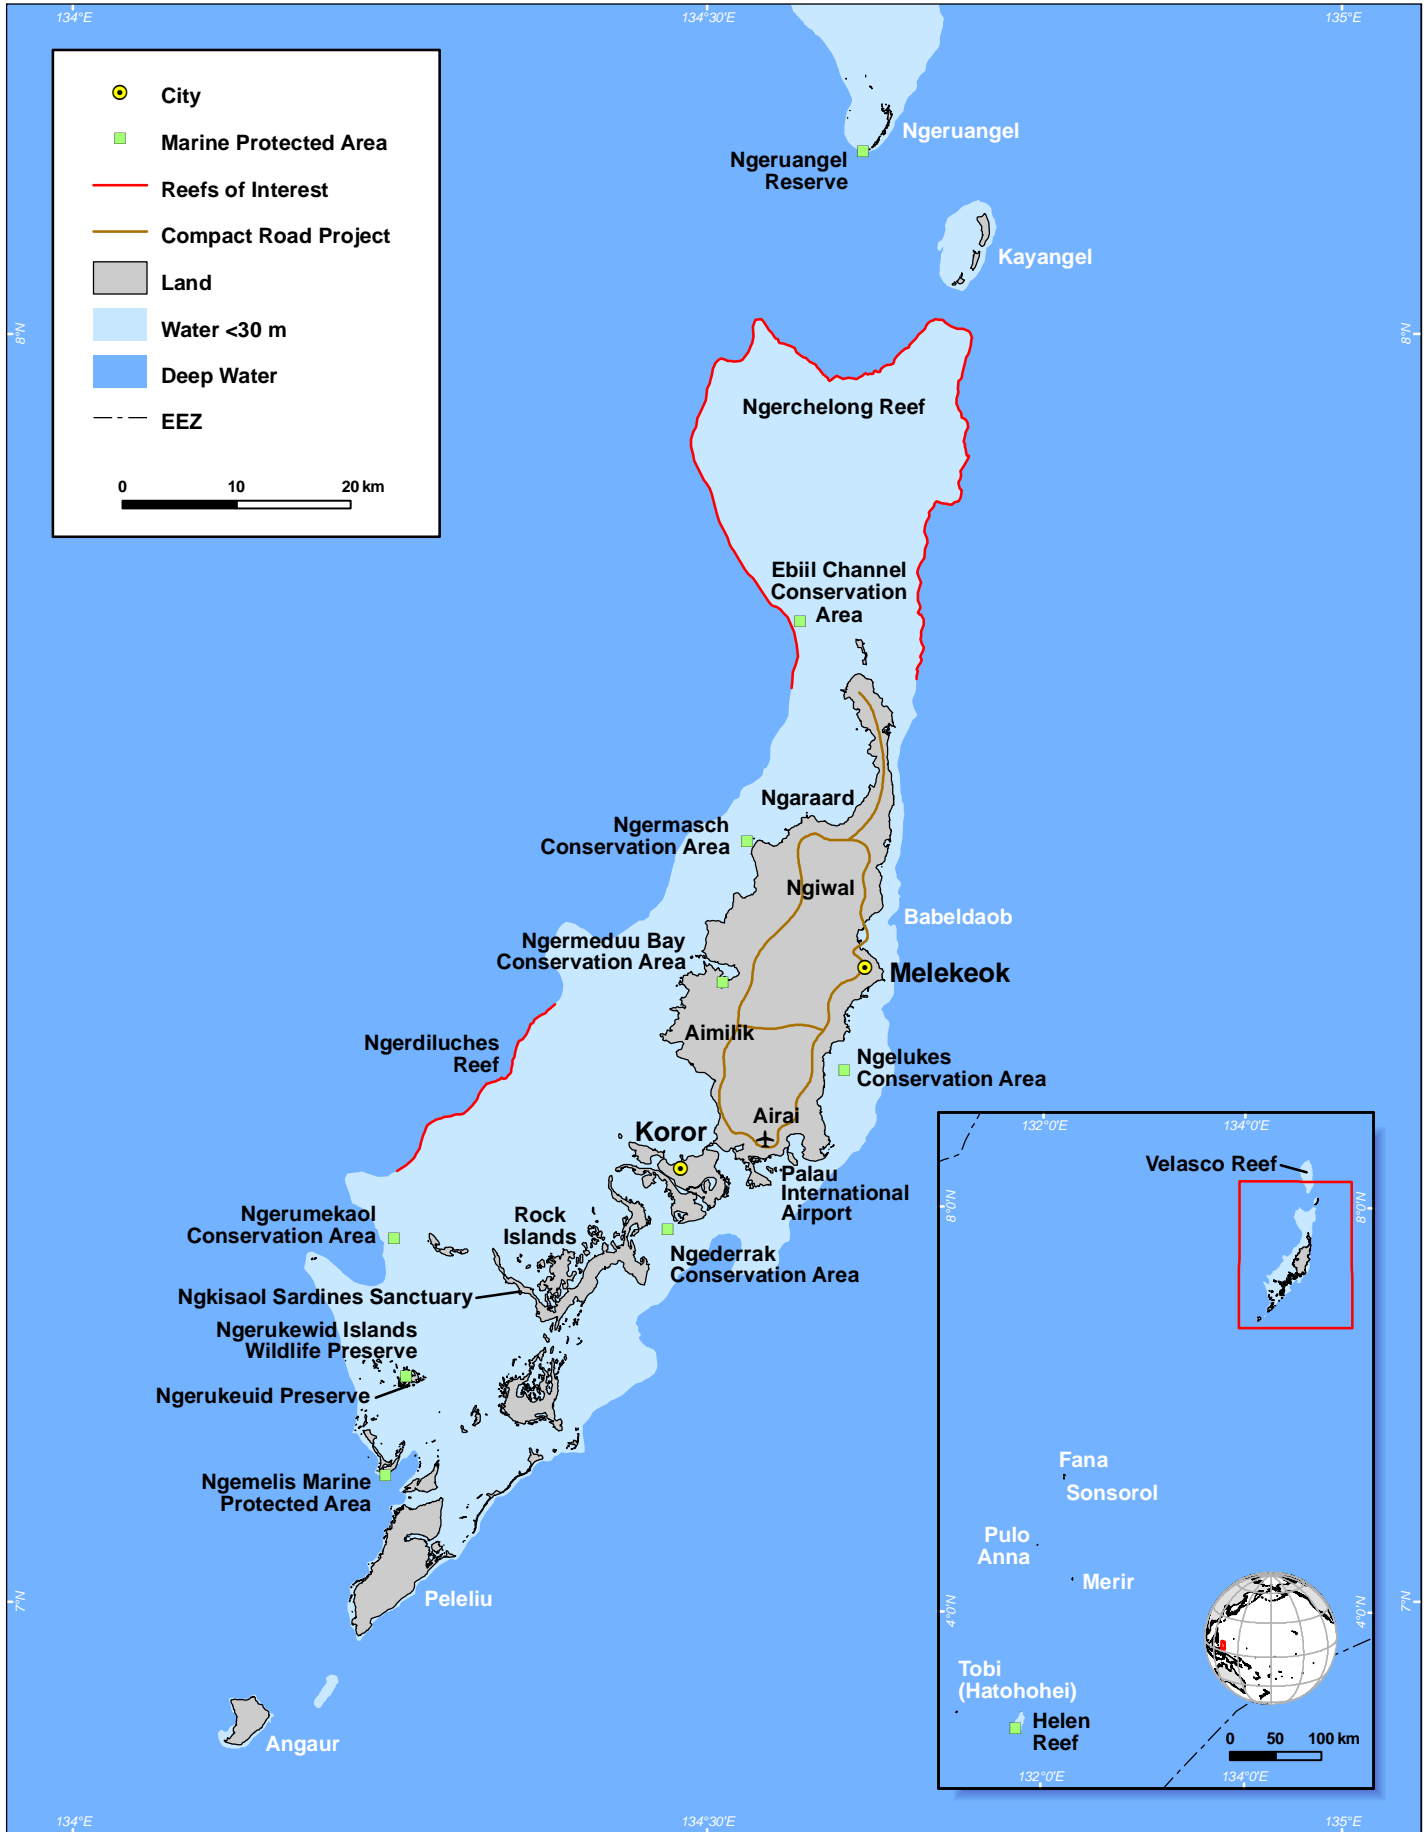 134°E
134°30'E
135°E
City
Marine Protected Area
Reefs of Interest
Compact Road Project
Land
Water <30 m
Deep Water
EEZ
0 10 20 km
Ngeruangel
Ngeruangel
Reserve
Kayangel
8°N
8°N
Ngerchelong Reef
Ebiil Channel
Conservation
Area
Ngaraard
Ngermasch
Conservation Area
Ngiwal
Babeldaob
Ngermeduu Bay
Conservation Area
Melekeok
Aimilik
Ngerdiluches
Reef
Ngelukes
Conservation Area
Airai
Koror
Palau
International
Airport
Ngerumekaol
Conservation Area
Rock
Islands
Ngederrak
Conservation Area
Ngkisaol Sardines Sanctuary
Ngerukewid Islands
Wildlife Preserve
Ngerukeuid Preserve
Ngemelis Marine
Protected Area
Peleliu
Angaur
7°N
7°N
132°0'E
134°0'E
Velasco Reef
8°0'N
8°0'N
Fana
Sonsorol
Pulo
Anna
Merir
4°0'N
4°0'N
Tobi
(Hatohohei)
Helen
Reef
0 50 100 km
132°0'E
134°0'E
134°E
134°30'E
135°E